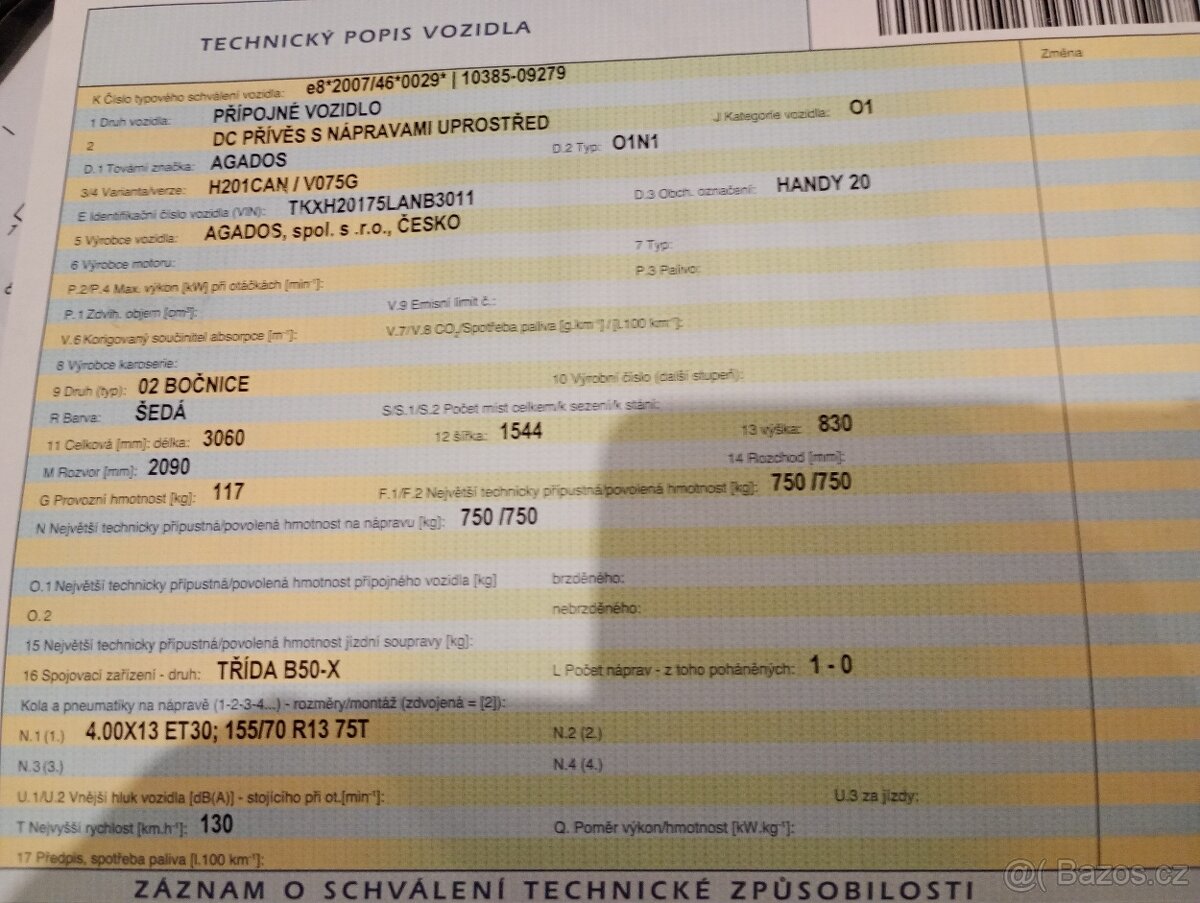 TECHNICKÝ POPIS VOZIDLA
Změna
K Číslo typového schválení vozidla: e8*2007/46*0029* | 10385-09279
1 Druh vozidla: PŘÍPOJNÉ VOZIDLO J Kategorie vozidla: O1
2 DC PŘÍVĚS S NÁPRAVAMI UPROSTŘED
D.1 Tovární značka: AGADOS D.2 Typ: O1N1
3/4 Varianta/verze: H201CAN / V075G
E Identifikační číslo vozidla (VIN): TKXH20175LANB3011 D.3 Obch. označení: HANDY 20
5 Výrobce vozidla: AGADOS, spol. s .r.o., ČESKO
6 Výrobce motoru: 7 Typ:
P.2/P.4 Max. výkon [kW] při otáčkách [min⁻¹]: P.3 Palivo:
P.1 Zdvih. objem [cm³]: V.9 Emisní limit č.:
V.6 Korigovaný součinitel absorpce [m⁻¹]: V.7/V.8 CO₂/Spotřeba paliva [g.km⁻¹] / [l.100 km⁻¹]:
8 Výrobce karoserie:
9 Druh (typ): 02 BOČNICE 10 Výrobní číslo (další stupeň):
R Barva: ŠEDÁ S/S.1/S.2 Počet míst celkem/k sezení/k stání:
11 Celková [mm]: délka: 3060 12 šířka: 1544 13 výška: 830
M Rozvor [mm]: 2090 14 Rozchod [mm]:
G Provozní hmotnost [kg]: 117 F.1/F.2 Největší technicky přípustná/povolená hmotnost [kg]: 750 /750
N Největší technicky přípustná/povolená hmotnost na nápravu [kg]: 750 /750
O.1 Největší technicky přípustná/povolená hmotnost přípojného vozidla [kg] brzděného:
O.2 nebrzděného:
15 Největší technicky přípustná/povolená hmotnost jízdní soupravy [kg]:
16 Spojovací zařízení - druh: TŘÍDA B50-X L Počet náprav - z toho poháněných: 1 - 0
Kola a pneumatiky na nápravě (1-2-3-4...) - rozměry/montáž (zdvojená = [2]):
N.1 (1.) 4.00X13 ET30; 155/70 R13 75T N.2 (2.)
N.3 (3.) N.4 (4.)
U.1/U.2 Vnější hluk vozidla [dB(A)] - stojícího při ot.[min⁻¹]: U.3 za jízdy:
T Nejvyšší rychlost [km.h⁻¹]: 130 Q. Poměr výkon/hmotnost [kW.kg⁻¹]:
17 Předpis, spotřeba paliva [l.100 km⁻¹]:
ZÁZNAM O SCHVÁLENÍ TECHNICKÉ ZPŮSOBILOSTI
@( Bazos.cz